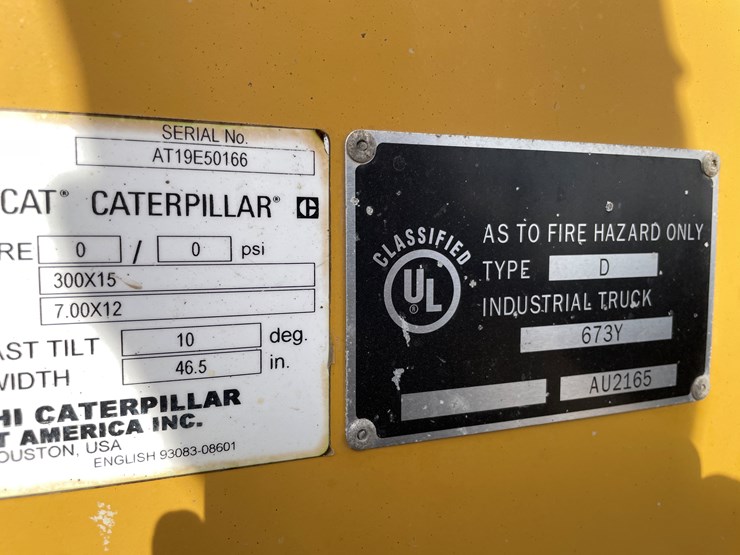 SERIAL No.
AT19E50166
CAT® CATERPILLAR®
RE 0 / 0 psi
300X15
7.00X12
AST TILT 10 deg.
WIDTH 46.5 in.
HI CATERPILLAR
T AMERICA INC.
OUSTON, USA
ENGLISH 93083-08601
CLASSIFIED
UL
®
AS TO FIRE HAZARD ONLY
TYPE D
INDUSTRIAL TRUCK
673Y
AU2165